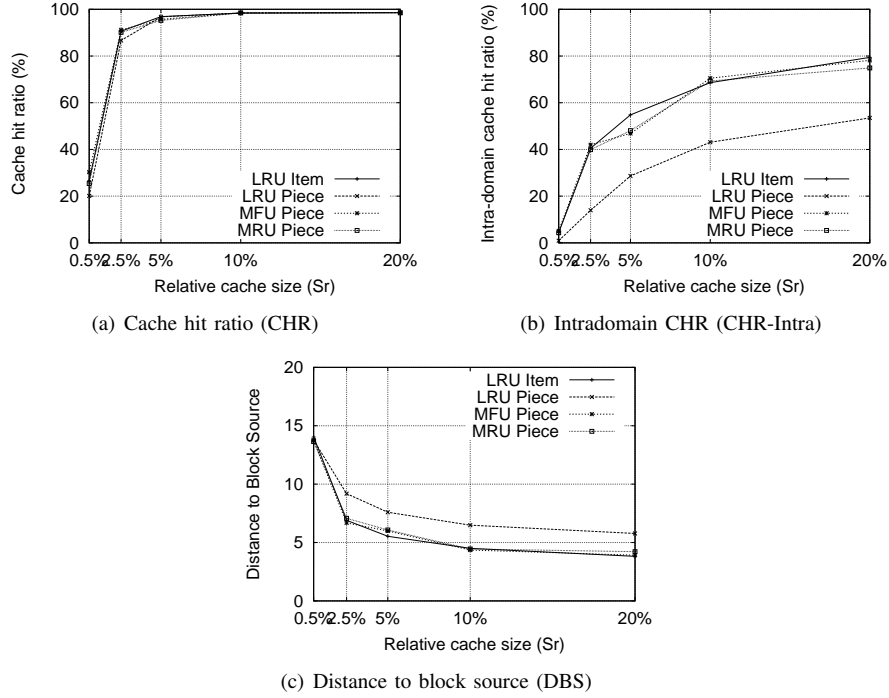 100
80
60
40
20
0
Cache hit ratio (%)
LRU Item
LRU Piece
MFU Piece
MRU Piece
0.5% 2.5% 5% 10% 20%
Relative cache size (Sr)
(a) Cache hit ratio (CHR)
100
80
60
40
20
0
Intra-domain cache hit ratio (%)
LRU Item
LRU Piece
MFU Piece
MRU Piece
0.5% 2.5% 5% 10% 20%
Relative cache size (Sr)
(b) Intradomain CHR (CHR-Intra)
20
15
10
5
0
Distance to Block Source
LRU Item
LRU Piece
MFU Piece
MRU Piece
0.5% 2.5% 5% 10% 20%
Relative cache size (Sr)
(c) Distance to block source (DBS)